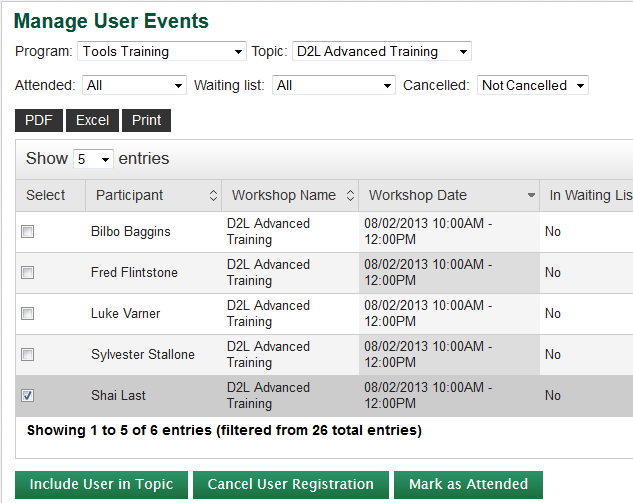 Manage User Events
Program: Tools Training Topic: D2L Advanced Training
Attended: All Waiting list: All Cancelled: Not Cancelled
PDF Excel Print
Show 5 entries
Select Participant Workshop Name Workshop Date In Waiting Lis
Bilbo Baggins D2L Advanced Training 08/02/2013 10:00AM - 12:00PM No
Fred Flintstone D2L Advanced Training 08/02/2013 10:00AM - 12:00PM No
Luke Varner D2L Advanced Training 08/02/2013 10:00AM - 12:00PM No
Sylvester Stallone D2L Advanced Training 08/02/2013 10:00AM - 12:00PM No
Shai Last D2L Advanced Training 08/02/2013 10:00AM - 12:00PM No
Showing 1 to 5 of 6 entries (filtered from 26 total entries)
Include User in Topic Cancel User Registration Mark as Attended